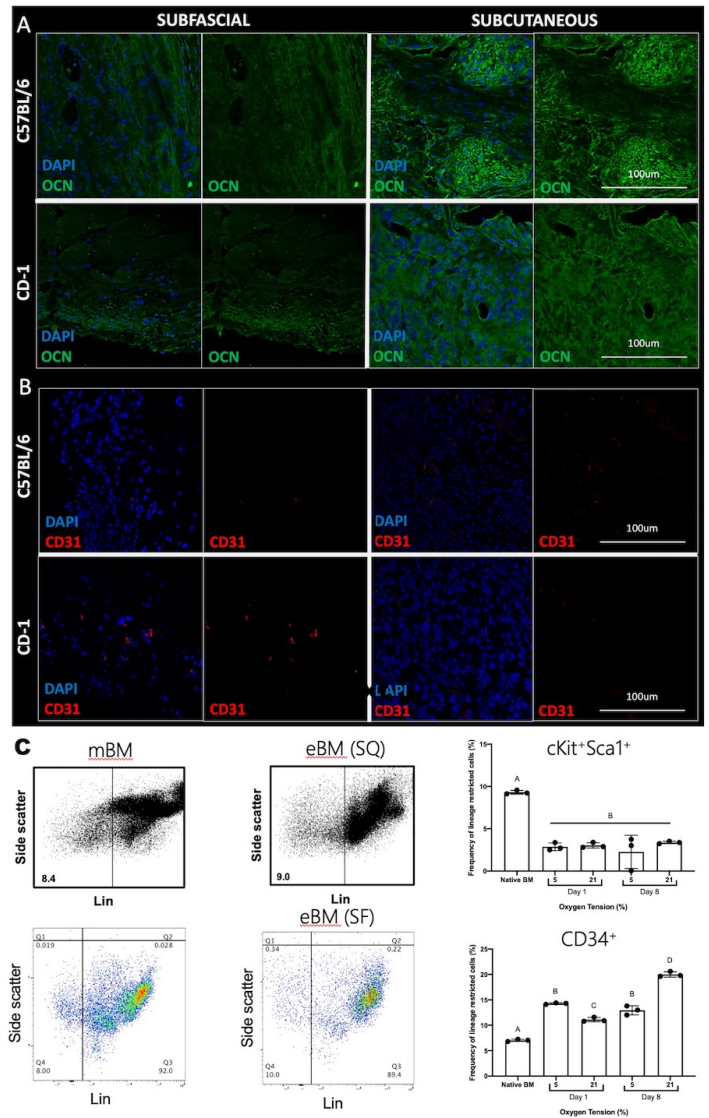 A
SUBFASCIAL SUBCUTANEOUS
C57BL/6
DAPI
OCN
OCN
DAPI
OCN
OCN
100um
CD-1
DAPI
OCN
OCN
DAPI
OCN
OCN
100um
B
C57BL/6
DAPI
CD31
CD31
DAPI
CD31
CD31
100um
CD-1
DAPI
CD31
CD31
DAPI
CD31
CD31
100um
C
mBM
Side scatter
8.4
Lin
eBM (SQ)
Side scatter
9.0
Lin
cKit+Sca1+
Frequency of lineage restricted cells (%)
15
10
5
0
A
B
Native BM 5 21 5 21
Day 1 Day 8
Oxygen Tension (%)
Side scatter
Q1
0.019
Q2
0.028
Q4
8.00
Q3
92.0
Lin
eBM (SF)
Side scatter
Q1
0.34
Q2
0.22
Q4
10.0
Q3
89.4
Lin
CD34+
Frequency of lineage restricted cells (%)
25
20
15
10
5
0
A
B
C
B
D
Native BM 5 21 5 21
Day 1 Day 8
Oxygen Tension (%)